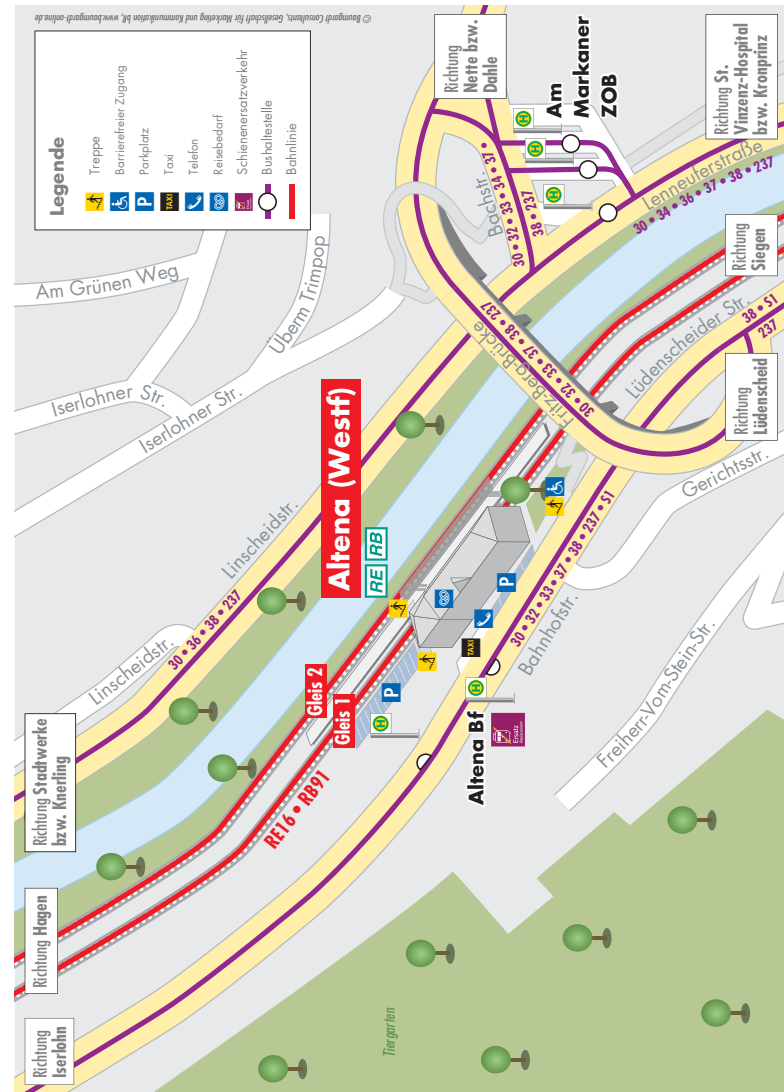 © Baumgardt Consultants, Gesellschaft für Marketing und Kommunikation bR, www.baumgardt-online.de
Legende
Treppe
Barrierefreier Zugang
P
Parkplatz
TAXI
Taxi
Telefon
Reisebedarf
Schienenersatzverkehr
Bushaltestelle
Bahnlinie
Richtung
Iserlohn
Richtung Hagen
Richtung Stadtwerke
bzw. Knerling
Linscheidstr.
30 • 36 • 38 • 237
Linscheidstr.
Iserlohner Str.
Iserlohner Str.
Am Grünen Weg
Überm Trimpop
Altena (Westf)
RE RB
Gleis 2
Gleis 1
RE16 • RB91
H
P
TAXI
P
H
Altena Bf
Ersatz
Bahnhofstr.
30 • 32 • 33 • 37 • 38 • 237 • S1
Freiherr-Vom-Stein-Str.
Gerichtsstr.
Tiergarten
Fritz-Berg-Brücke
30 • 32 • 33 • 37 • 38 • 237
Bachstr.
30 • 32 • 33 • 34 • 37 •
38 • 237
Richtung
Nette bzw.
Dahle
H
H
H
Am
Markaner
ZOB
Richtung St.
Vinzenz-Hospital
bzw. Kronprinz
Lenneuferstraße
30 • 34 • 36 • 37 • 38 • 237
Richtung
Siegen
Lüdenscheider Str.
38 • S1
237
Richtung
Lüdenscheid